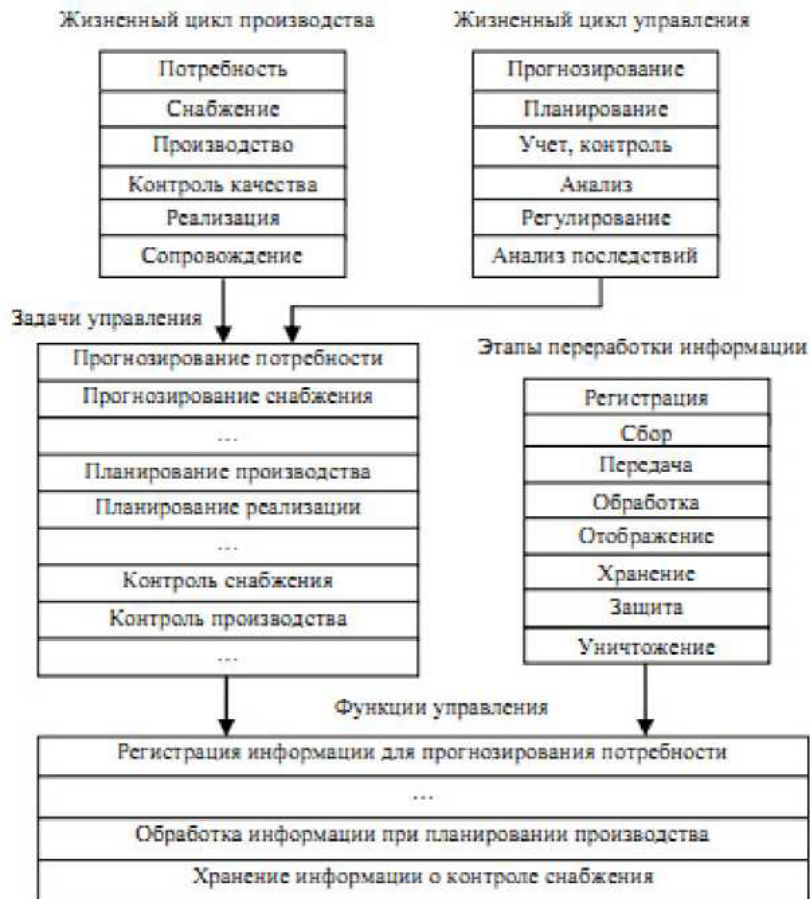 Жизненный цикл производства
Потребность
Снабжение
Производство
Контроль качества
Реализация
Сопровождение
Жизненный цикл управления
Прогнозирование
Планирование
Учет, контроль
Анализ
Регулирование
Анализ последствий
Задачи управления
Прогнозирование потребности
Прогнозирование снабжения
...
Планирование производства
Планирование реализации
...
Контроль снабжения
Контроль производства
...
Этапы переработки информации
Регистрация
Сбор
Передача
Обработка
Отображение
Хранение
Защита
Уничтожение
Функции управления
Регистрация информации для прогнозирования потребности
...
Обработка информации при планировании производства
Хранение информации о контроле снабжения